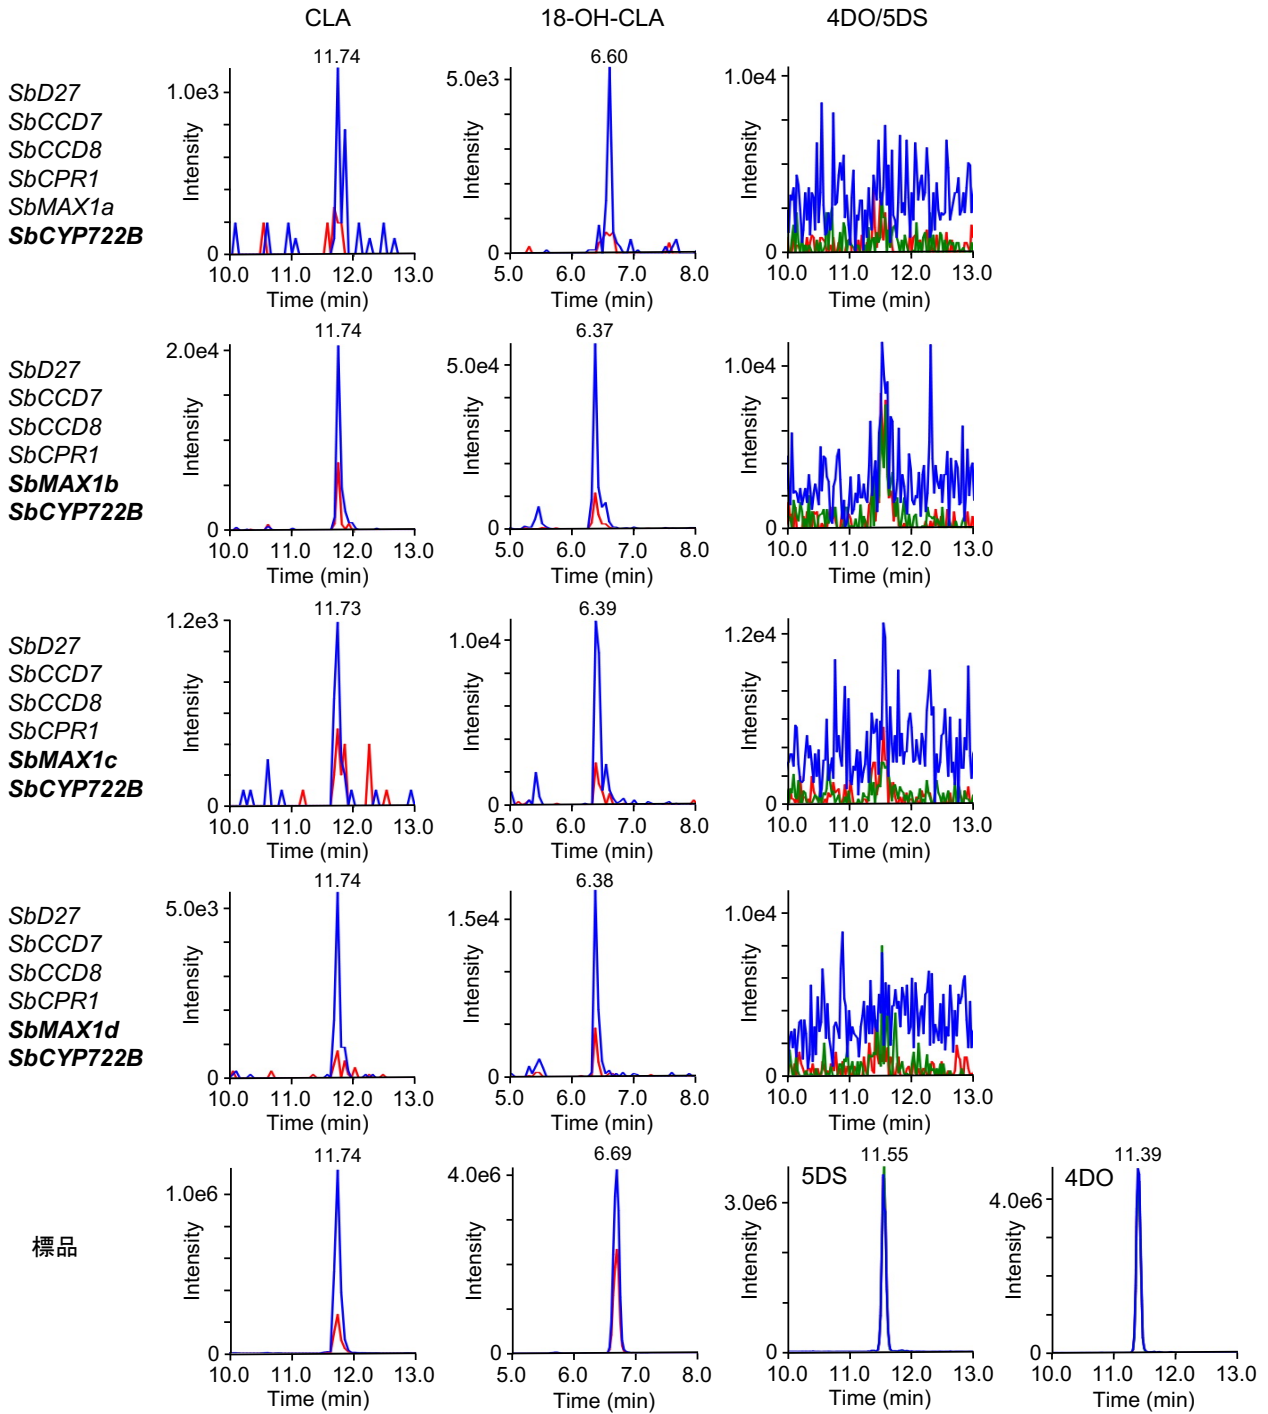 CLA 18-OH-CLA 4DO/5DS
SbD27
SbCCD7
SbCCD8
SbCPR1
SbMAX1a
SbCYP722B
11.74
1.0e3
0
Intensity
10.0 11.0 12.0 13.0
Time (min)
6.60
5.0e3
0
Intensity
5.0 6.0 7.0 8.0
Time (min)
1.0e4
0
Intensity
10.0 11.0 12.0 13.0
Time (min)
SbD27
SbCCD7
SbCCD8
SbCPR1
SbMAX1b
SbCYP722B
11.74
2.0e4
0
Intensity
10.0 11.0 12.0 13.0
Time (min)
6.37
5.0e4
0
Intensity
5.0 6.0 7.0 8.0
Time (min)
1.0e4
0
Intensity
10.0 11.0 12.0 13.0
Time (min)
SbD27
SbCCD7
SbCCD8
SbCPR1
SbMAX1c
SbCYP722B
11.73
1.2e3
0
Intensity
10.0 11.0 12.0 13.0
Time (min)
6.39
1.0e4
0
Intensity
5.0 6.0 7.0 8.0
Time (min)
1.2e4
0
Intensity
10.0 11.0 12.0 13.0
Time (min)
SbD27
SbCCD7
SbCCD8
SbCPR1
SbMAX1d
SbCYP722B
11.74
5.0e3
0
Intensity
10.0 11.0 12.0 13.0
Time (min)
6.38
1.5e4
0
Intensity
5.0 6.0 7.0 8.0
Time (min)
1.0e4
0
Intensity
10.0 11.0 12.0 13.0
Time (min)
標品
11.74
1.0e6
0
Intensity
10.0 11.0 12.0 13.0
Time (min)
6.69
4.0e6
0
Intensity
5.0 6.0 7.0 8.0
Time (min)
11.55
5DS
3.0e6
0
Intensity
10.0 11.0 12.0 13.0
Time (min)
11.39
4DO
4.0e6
0
Intensity
10.0 11.0 12.0 13.0
Time (min)